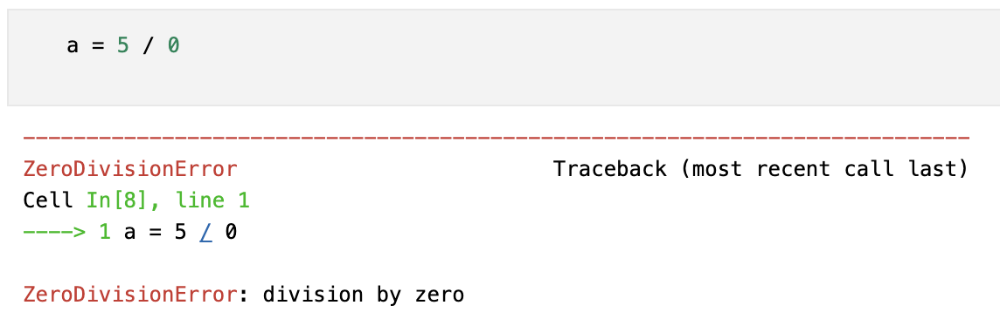 a = 5 / 0
---------------------------------------------------------------------------
ZeroDivisionError                         Traceback (most recent call last)
Cell In[8], line 1
----> 1 a = 5 / 0
ZeroDivisionError: division by zero